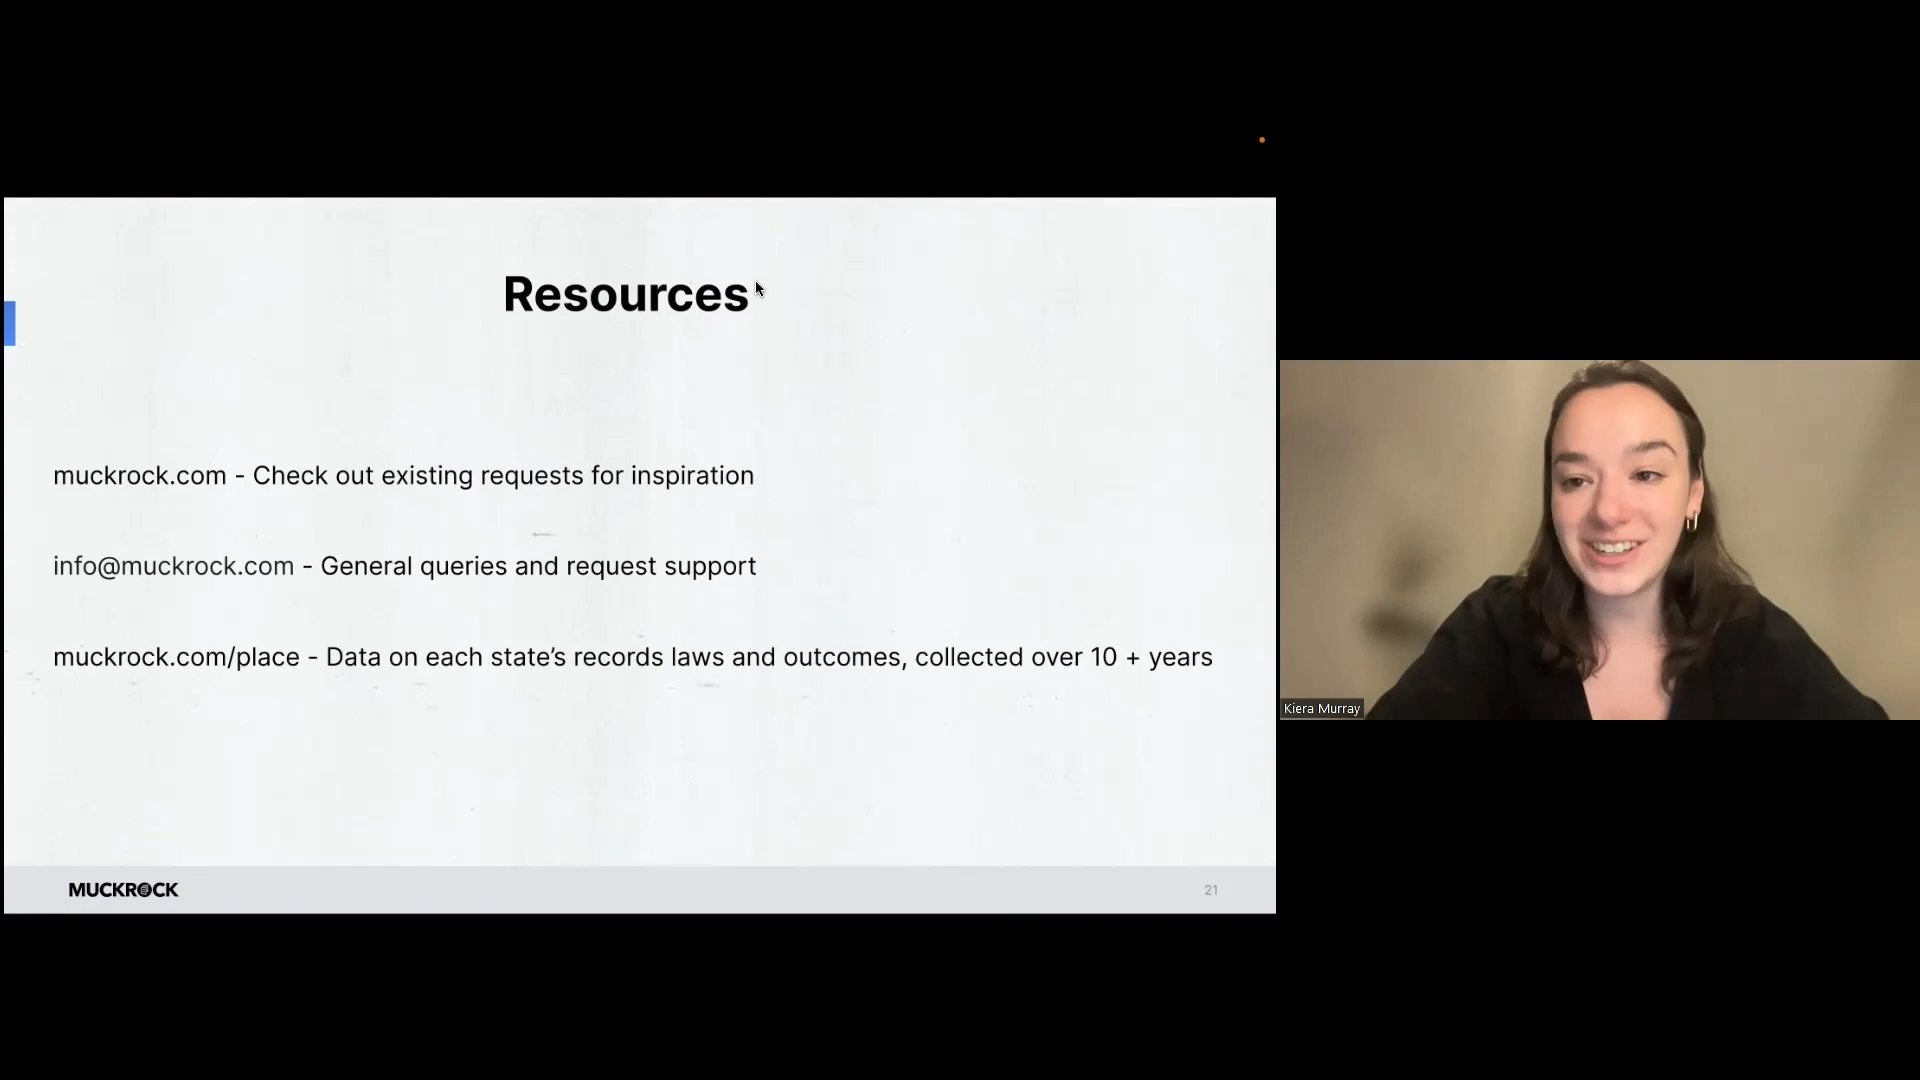 Resources
muckrock.com - Check out existing requests for inspiration
info@muckrock.com - General queries and request support
muckrock.com/place - Data on each state’s records laws and outcomes, collected over 10 + years
MUCKROCK
21
Kiera Murray